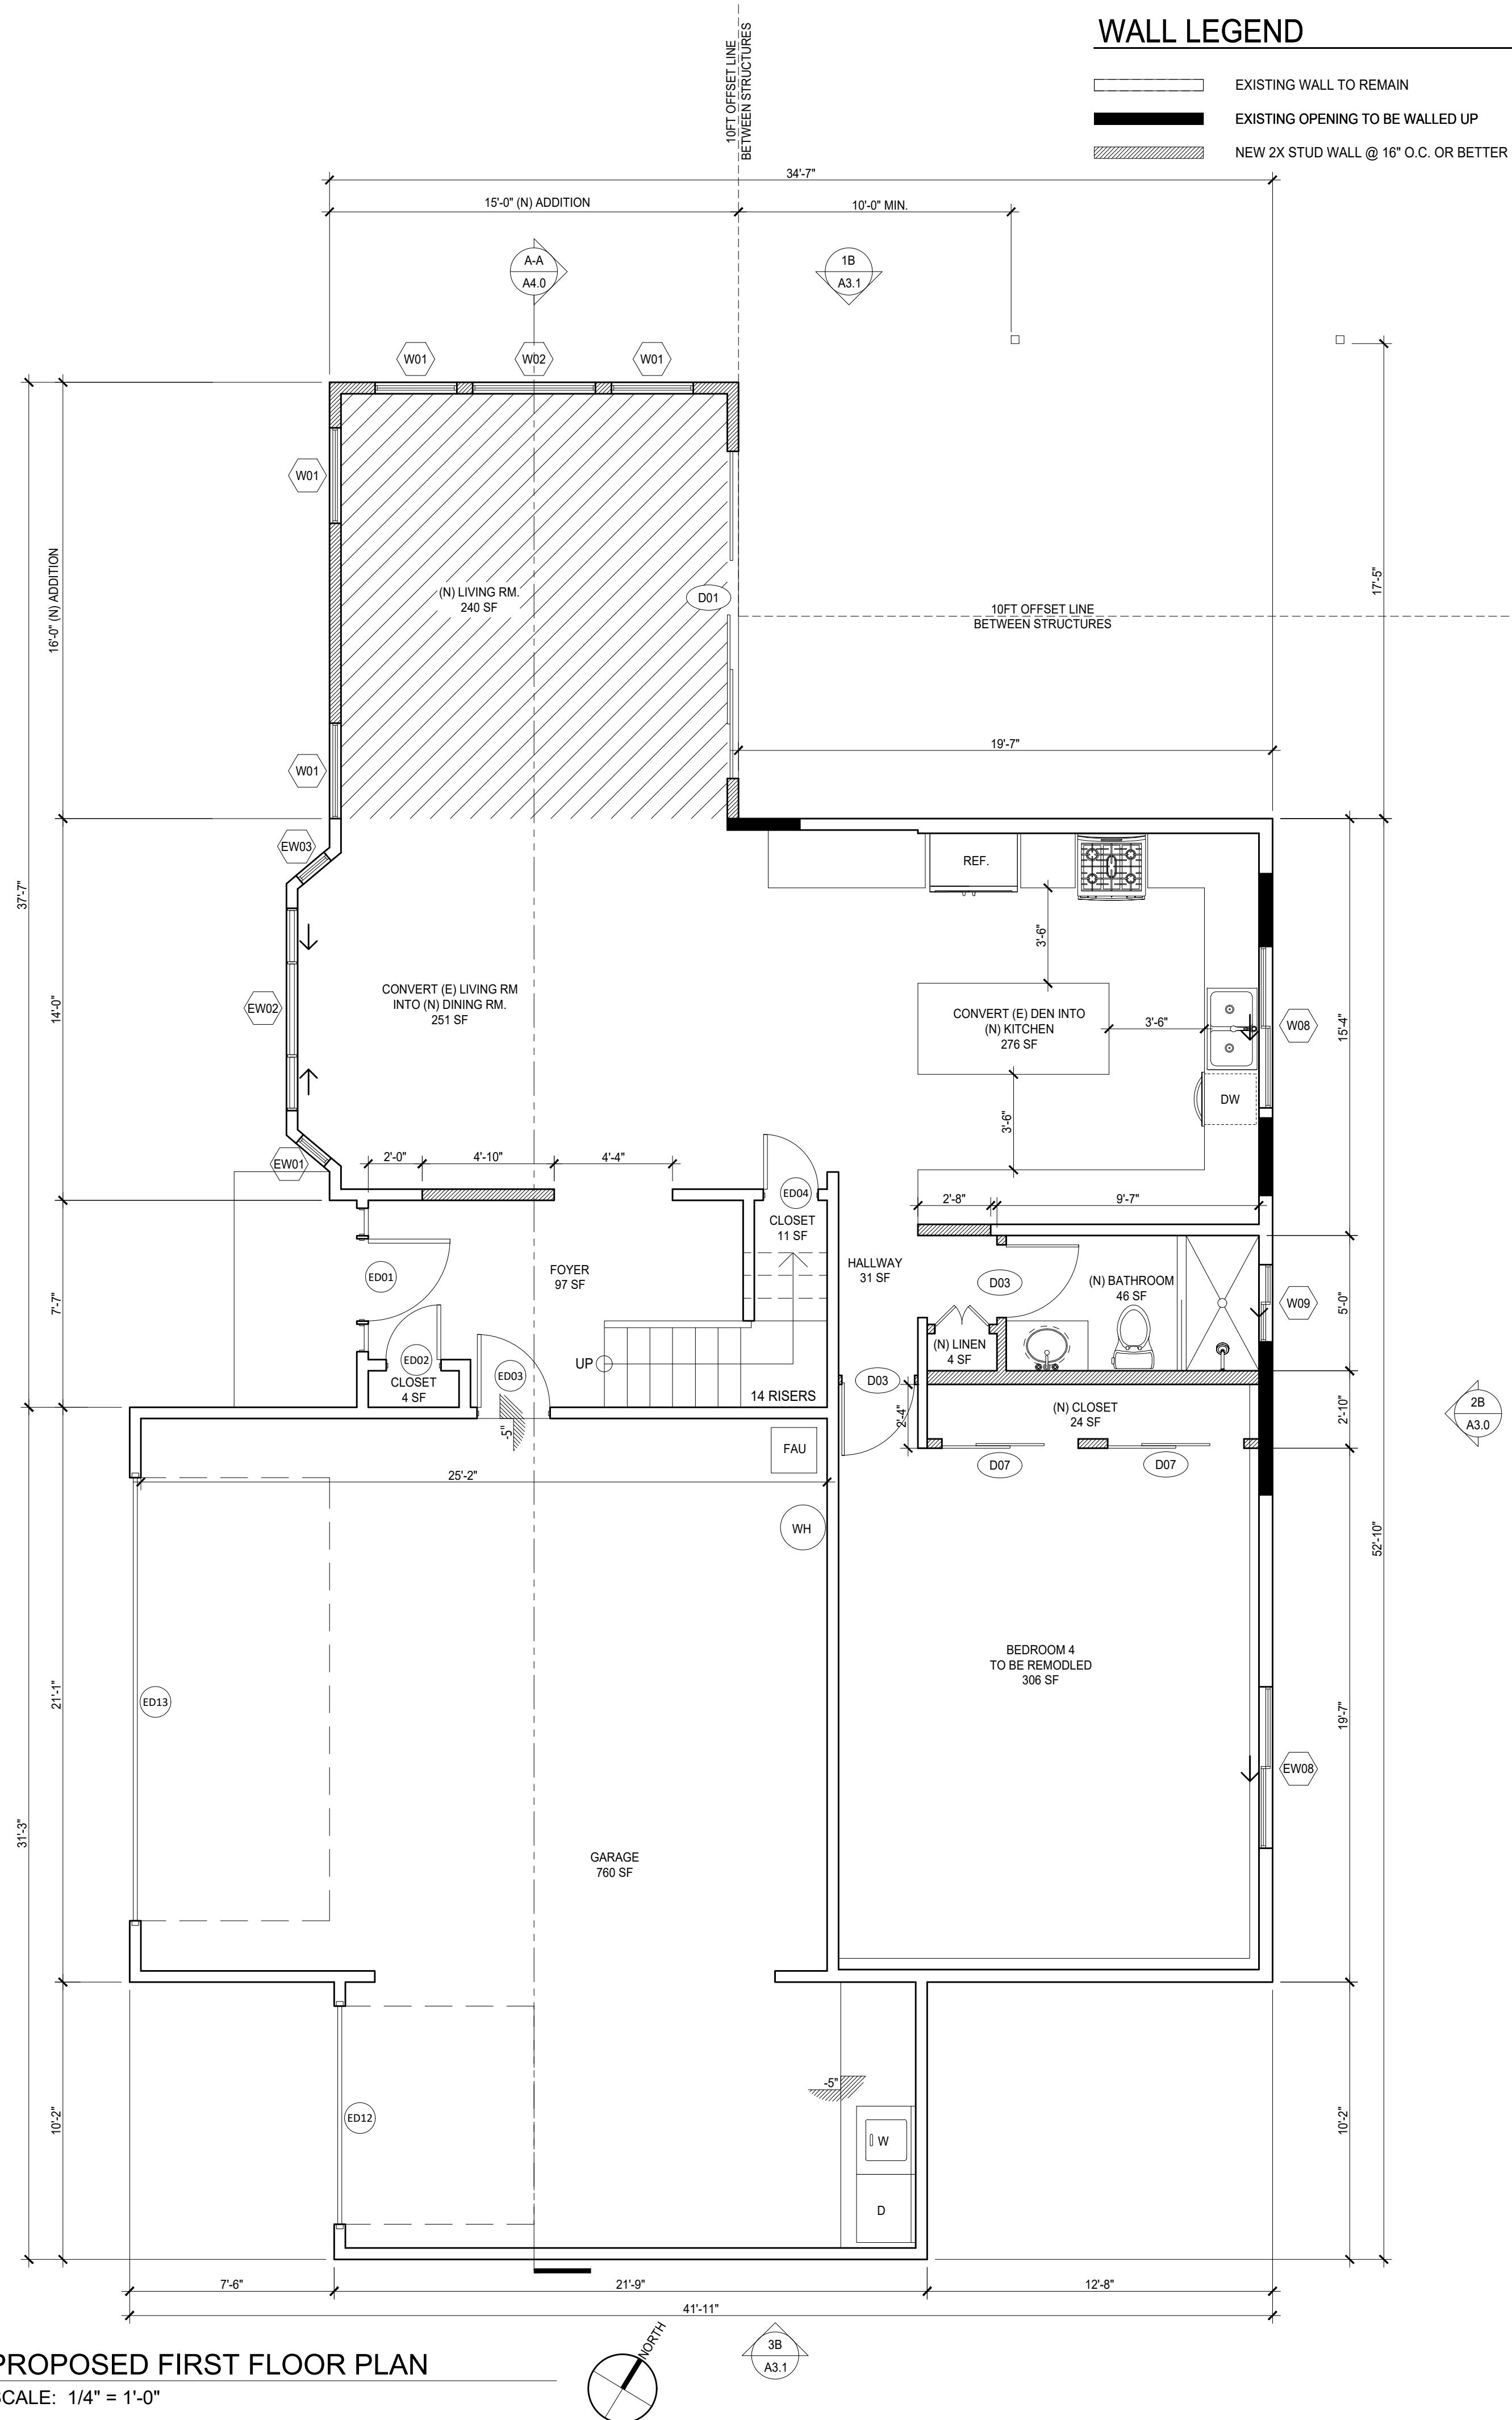 WALL LEGEND
EXISTING WALL TO REMAIN
EXISTING OPENING TO BE WALLED UP
NEW 2X STUD WALL @ 16" O.C. OR BETTER
10FT OFFSET LINE
BETWEEN STRUCTURES
34'-7"
15'-0" (N) ADDITION
10'-0" MIN.
A-A
A4.0
1B
A3.1
W01
W02
W01
W01
16'-0" (N) ADDITION
(N) LIVING RM.
240 SF
D01
10FT OFFSET LINE
BETWEEN STRUCTURES
17'-5"
19'-7"
W01
EW03
REF.
37'-7"
3'-6"
14'-0"
EW02
CONVERT (E) LIVING RM
INTO (N) DINING RM.
251 SF
CONVERT (E) DEN INTO
(N) KITCHEN
276 SF
3'-6"
W08
15'-4"
DW
3'-6"
EW01
2'-0"
4'-10"
4'-4"
ED04
CLOSET
11 SF
2'-8"
9'-7"
7'-7"
ED01
FOYER
97 SF
HALLWAY
31 SF
D03
(N) BATHROOM
46 SF
W09
5'-0"
(N) LINEN
4 SF
UP
ED02
CLOSET
4 SF
ED03
14 RISERS
D03
2'-4"
(N) CLOSET
24 SF
2'-10"
2B
A3.0
-5"
FAU
25'-2"
D07
D07
WH
52'-10"
BEDROOM 4
TO BE REMODLED
306 SF
ED13
21'-1"
19'-7"
EW08
31'-3"
GARAGE
760 SF
-5"
ED12
10'-2"
10'-2"
W
D
7'-6"
21'-9"
12'-8"
41'-11"
NORTH
3B
A3.1
PROPOSED FIRST FLOOR PLAN
SCALE: 1/4" = 1'-0"